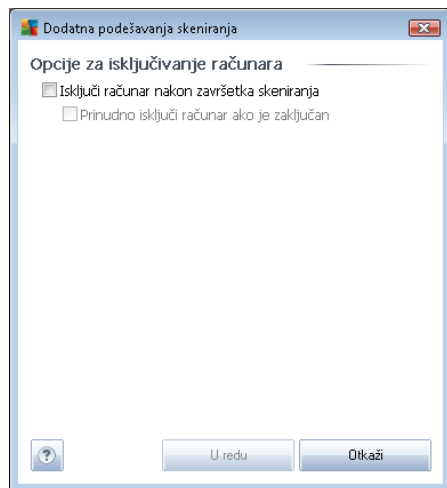 Dodatna podešavanja skeniranja
Opcije za isključivanje računara
Isključi računar nakon završetka skeniranja
Prinudno isključi računar ako je zaključan
?
U redu
Otkaži